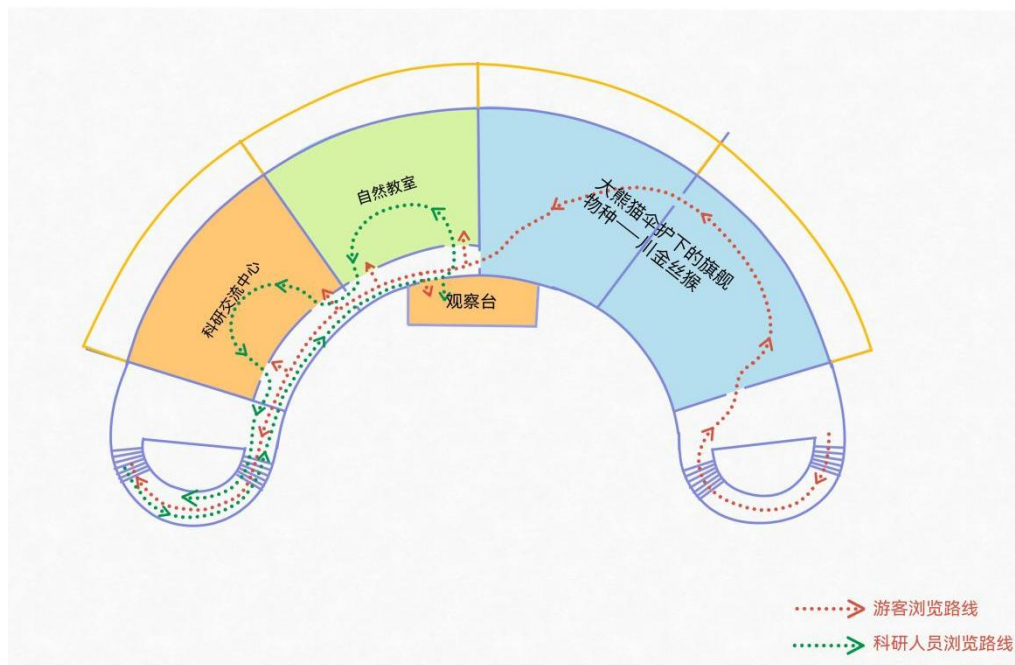 自然教室
科研交流中心
大熊猫伞护下的旗舰
物种——川金丝猴
观察台
游客浏览路线
科研人员浏览路线